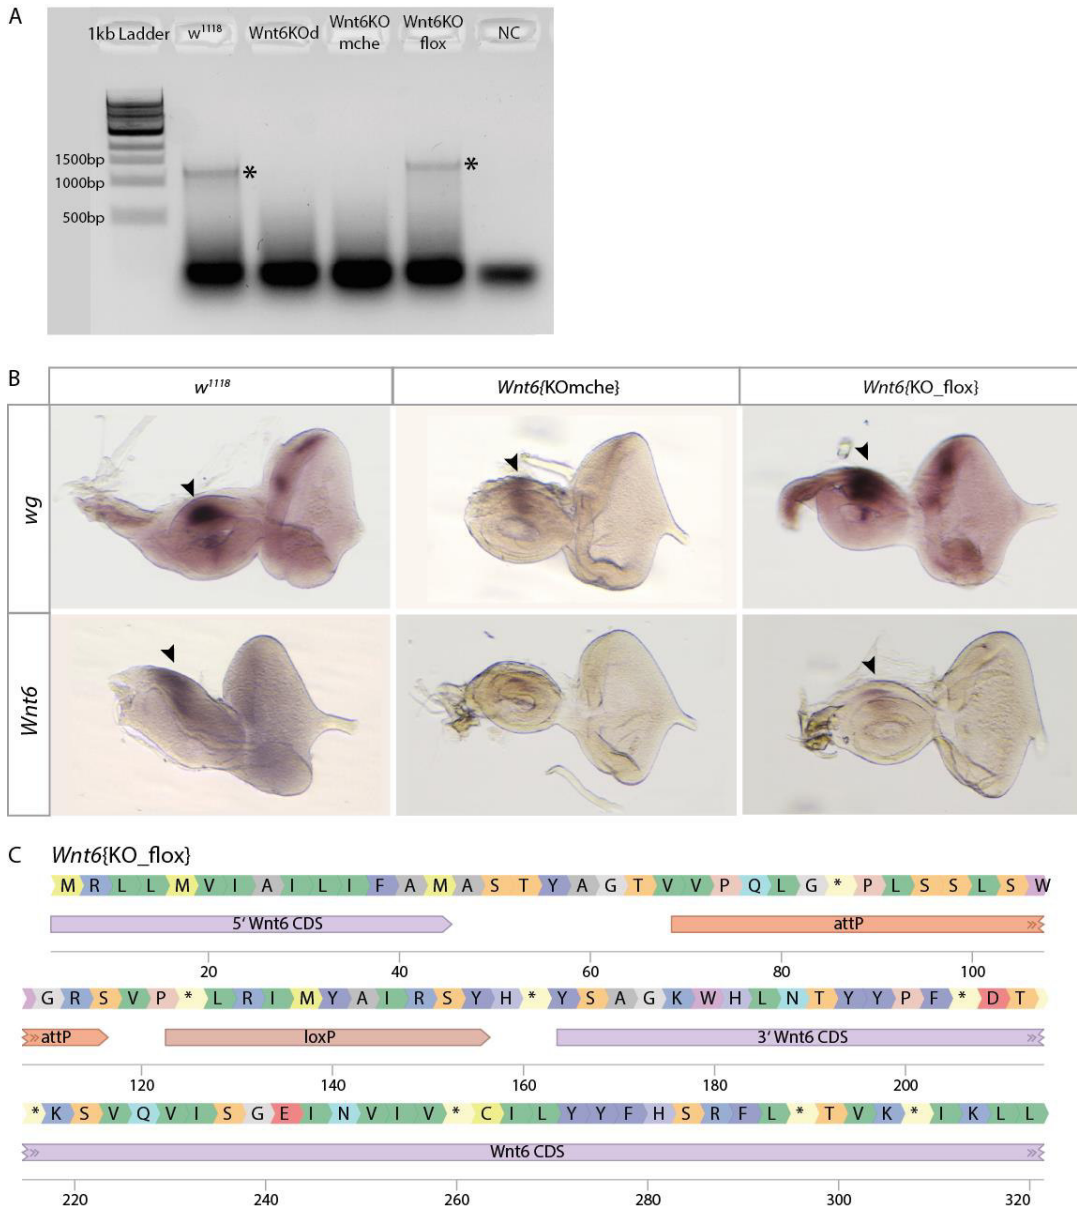 A
1kb Ladder w1118 Wnt6KOd Wnt6KO mche Wnt6KO flox NC
1500bp
*
*
1000bp
500bp
B
w1118 Wnt6{KOmche} Wnt6{KO_flox}
wg
Wnt6
C Wnt6{KO_flox}
M R L L M V I A I L I F A M A S T Y A G T V V P Q L G * P L S S L S W
5' Wnt6 CDS attP »
20 40 60 80 100
G R S V P * L R I M Y A I R S Y H * Y S A G K W H L N T Y Y P F * D T
» attP loxP 3' Wnt6 CDS »
120 140 160 180 200
* K S V Q V I S G E I N V I V * C I L Y Y F H S R F L * T V K * I K L L
» Wnt6 CDS »
220 240 260 280 300 320